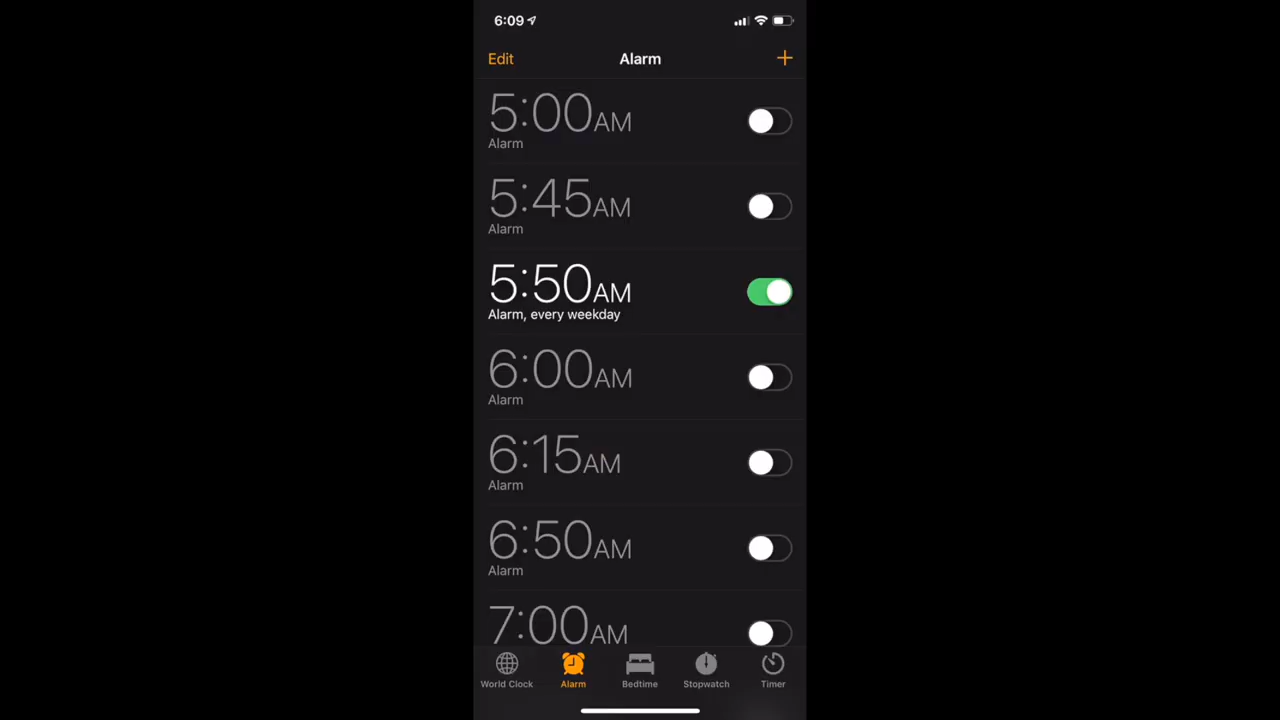 6:09
Edit Alarm +
5:00AM
Alarm
5:45AM
Alarm
5:50AM
Alarm, every weekday
6:00AM
Alarm
6:15AM
Alarm
6:50AM
Alarm
7:00AM
World Clock Alarm Bedtime Stopwatch Timer